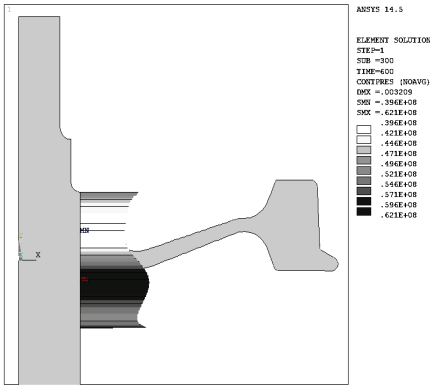 1
ANSYS 14.5
ELEMENT SOLUTION
STEP=1
SUB =300
TIME=600
CONTPRES (NOAVG)
DMX =.003209
SMN =.396E+08
SMX =.621E+08
.396E+08
.421E+08
.446E+08
.471E+08
.496E+08
.521E+08
.546E+08
.571E+08
.596E+08
.621E+08
MN
X